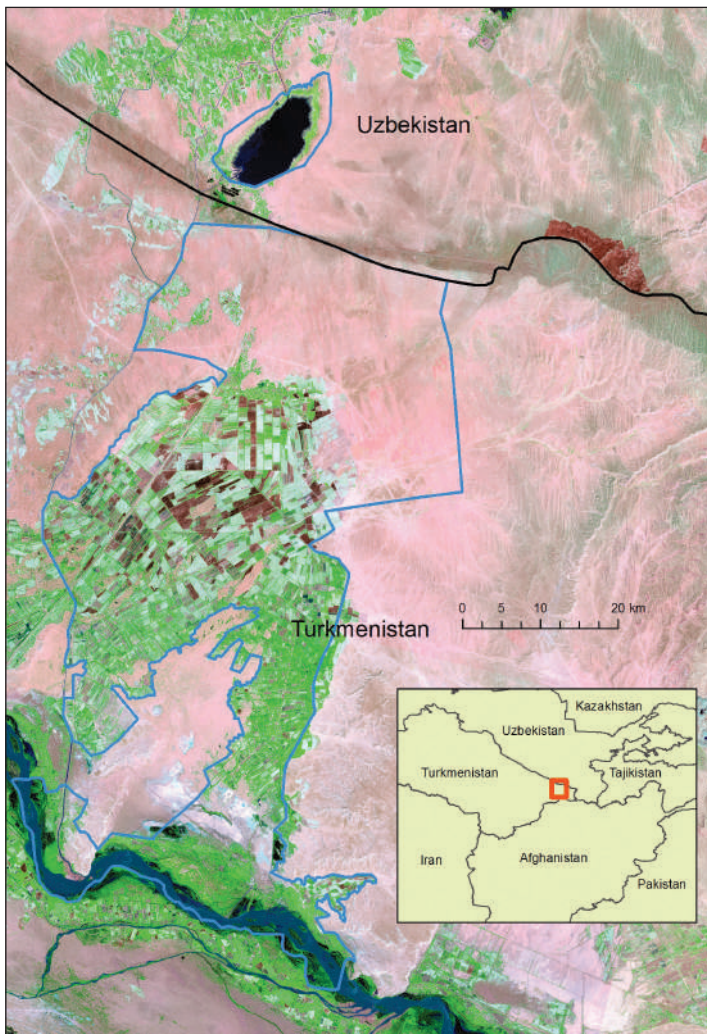 Uzbekistan
Turkmenistan
0 5 10 20 km
Kazakhstan
Uzbekistan
Turkmenistan
Tajikistan
Iran
Afghanistan
Pakistan